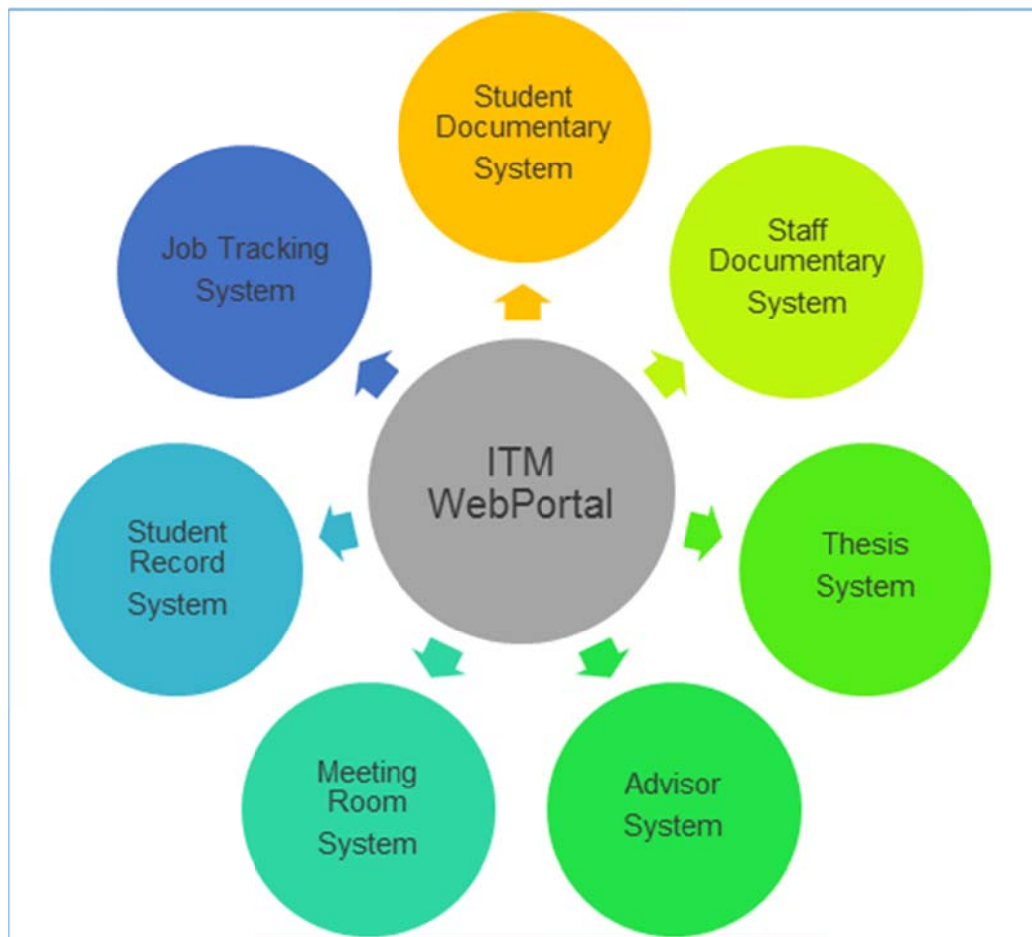 Student
Documentary
System
Staff
Documentary
System
Thesis
System
Advisor
System
Meeting
Room
System
Student
Record
System
Job Tracking
System
ITM
WebPortal